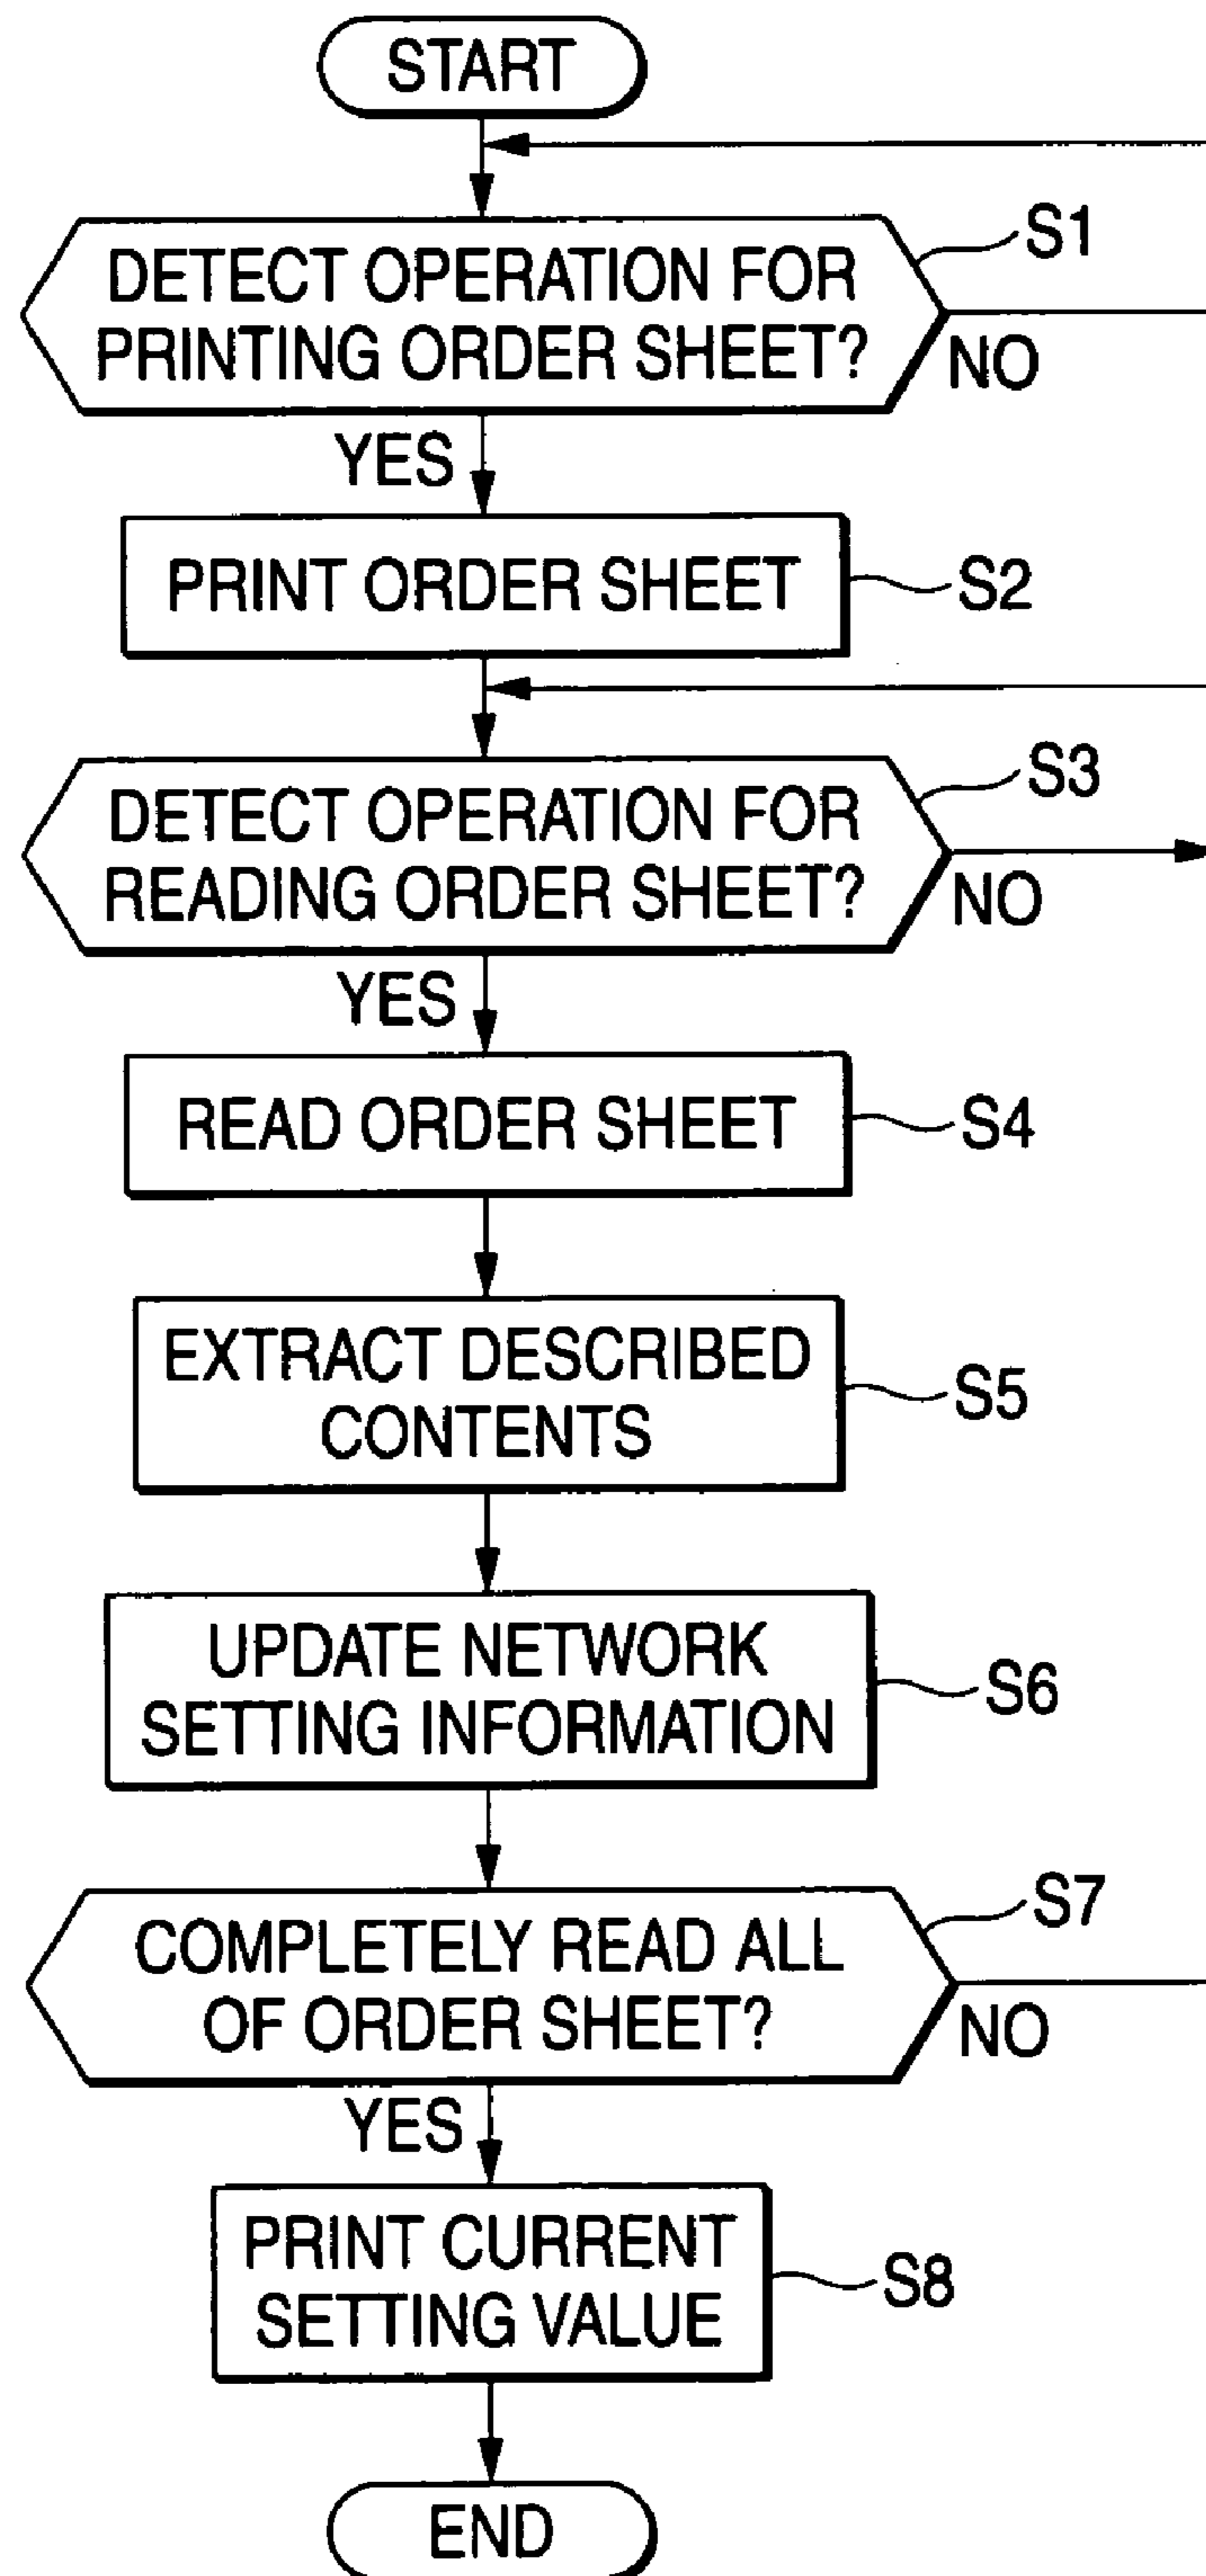 START
DETECT OPERATION FOR
PRINTING ORDER SHEET?
S1
NO
YES
PRINT ORDER SHEET
S2
DETECT OPERATION FOR
READING ORDER SHEET?
S3
NO
YES
READ ORDER SHEET
S4
EXTRACT DESCRIBED
CONTENTS
S5
UPDATE NETWORK
SETTING INFORMATION
S6
COMPLETELY READ ALL
OF ORDER SHEET?
S7
NO
YES
PRINT CURRENT
SETTING VALUE
S8
END